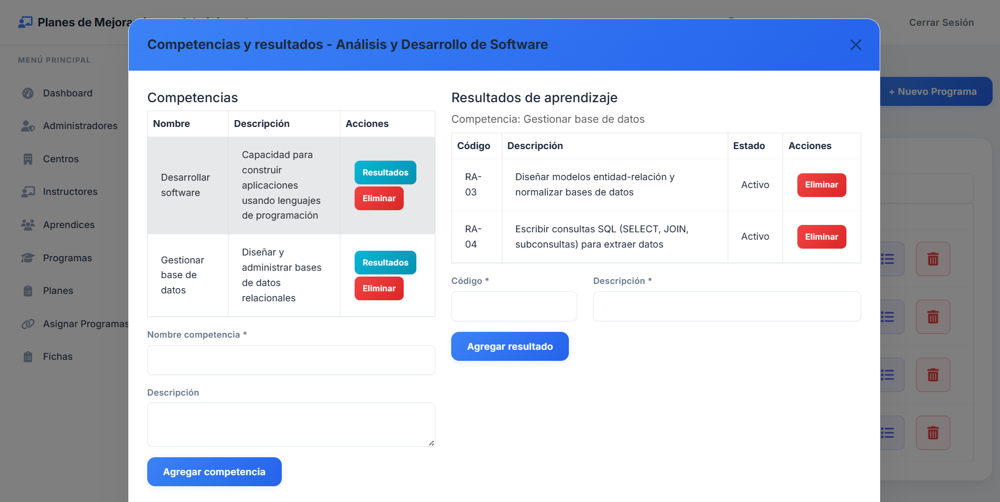 Planes de Mejora
Cerrar Sesión
MENÚ PRINCIPAL
Dashboard
Administradores
Centros
Instructores
Aprendices
Programas
Planes
Asignar Programas
Fichas
+ Nuevo Programa
Competencias y resultados - Análisis y Desarrollo de Software
Competencias
Nombre Descripción Acciones
Desarrollar
software
Capacidad para
construir
aplicaciones
usando lenguajes
de programación
Resultados
Eliminar
Gestionar
base de
datos
Diseñar y
administrar bases
de datos
relacionales
Resultados
Eliminar
Nombre competencia *
Descripción
Agregar competencia
Resultados de aprendizaje
Competencia: Gestionar base de datos
Código Descripción Estado Acciones
RA-
03
Diseñar modelos entidad-relación y
normalizar bases de datos
Activo
Eliminar
RA-
04
Escribir consultas SQL (SELECT, JOIN,
subconsultas) para extraer datos
Activo
Eliminar
Código *
Descripción *
Agregar resultado